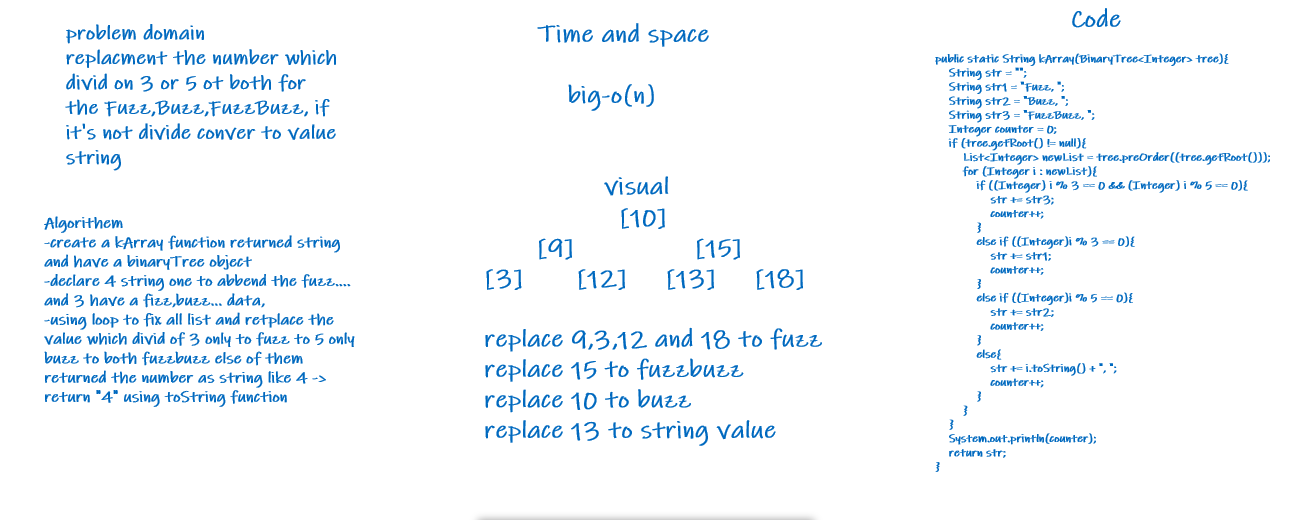 problem domain
replacment the number which
divid on 3 or 5 ot both for
the Fuzz,Buzz,FuzzBuzz, if
it's not divide conver to value
string
Algorithem
-create a kArray function returned string
and have a binaryTree object
-declare 4 string one to abbend the fuzz....
and 3 have a fizz,buzz... data,
-using loop to fix all list and retplace the
value which divid of 3 only to fuzz to 5 only
buzz to both fuzzbuzz else of them
returned the number as string like 4 ->
return "4" using toString function
Time and space
big-o(n)
visual
[10]
[9] [15]
[3] [12] [13] [18]
replace 9,3,12 and 18 to fuzz
replace 15 to fuzzbuzz
replace 10 to buzz
replace 13 to string value
Code
public static String kArray(BinaryTree<Integer> tree){
String str = "";
String str1 = "Fuzz, ";
String str2 = "Buzz, ";
String str3 = "FuzzBuzz, ";
Integer counter = 0;
if (tree.getRoot() != null){
List<Integer> newList = tree.preOrder((tree.getRoot()));
for (Integer i : newList){
if ((Integer) i % 3 == 0 && (Integer) i % 5 == 0){
str += str3;
counter++;
}
else if ((Integer)i % 3 == 0){
str += str1;
counter++;
}
else if ((Integer)i % 5 == 0){
str += str2;
counter++;
}
else{
str += i.toString() + ", ";
counter++;
}
}
}
System.out.println(counter);
return str;
}